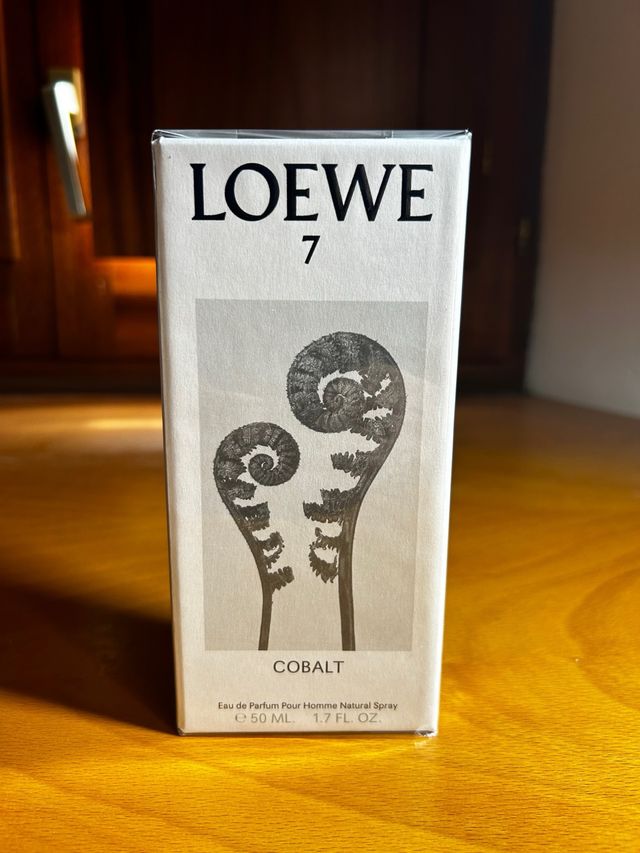 LOEWE
7
COBALT
Eau de Parfum Pour Homme Natural Spray
℮ 50 ML. 1.7 FL. OZ.